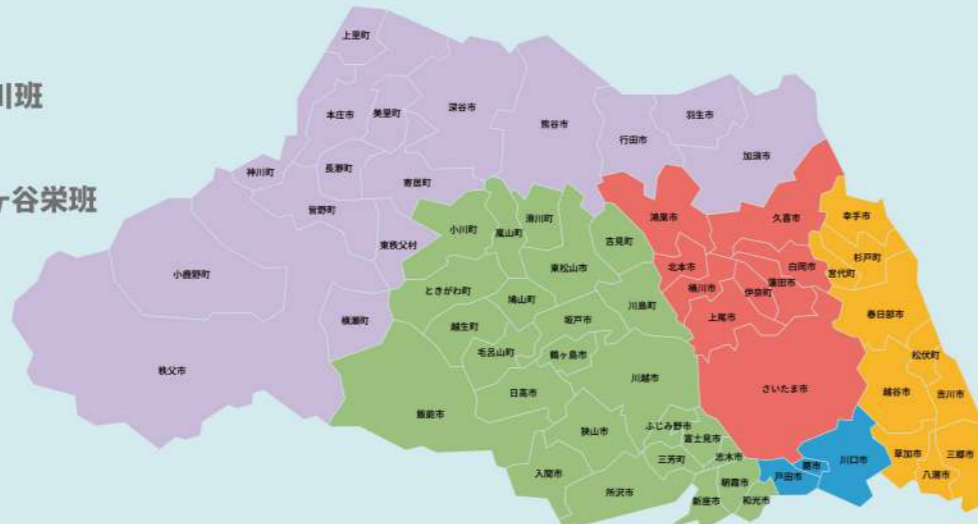 川班
ヶ谷栄班
上里町
本庄市
美里町
深谷市
熊谷市
行田市
羽生市
加須市
神川町
長瀞町
寄居町
皆野町
東秩父村
小鹿野町
横瀬町
秩父市
小川町
嵐山町
滑川町
吉見町
東松山市
ときがわ町
鳩山町
川島町
越生町
坂戸市
毛呂山町
鶴ヶ島市
日高市
川越市
飯能市
狭山市
ふじみ野市
富士見市
三芳町
志木市
入間市
所沢市
朝霞市
新座市
和光市
鴻巣市
久喜市
北本市
桶川市
伊奈町
蓮田市
白岡市
上尾市
さいたま市
幸手市
杉戸町
宮代町
春日部市
松伏町
越谷市
吉川市
草加市
三郷市
八潮市
戸田市
蕨市
川口市